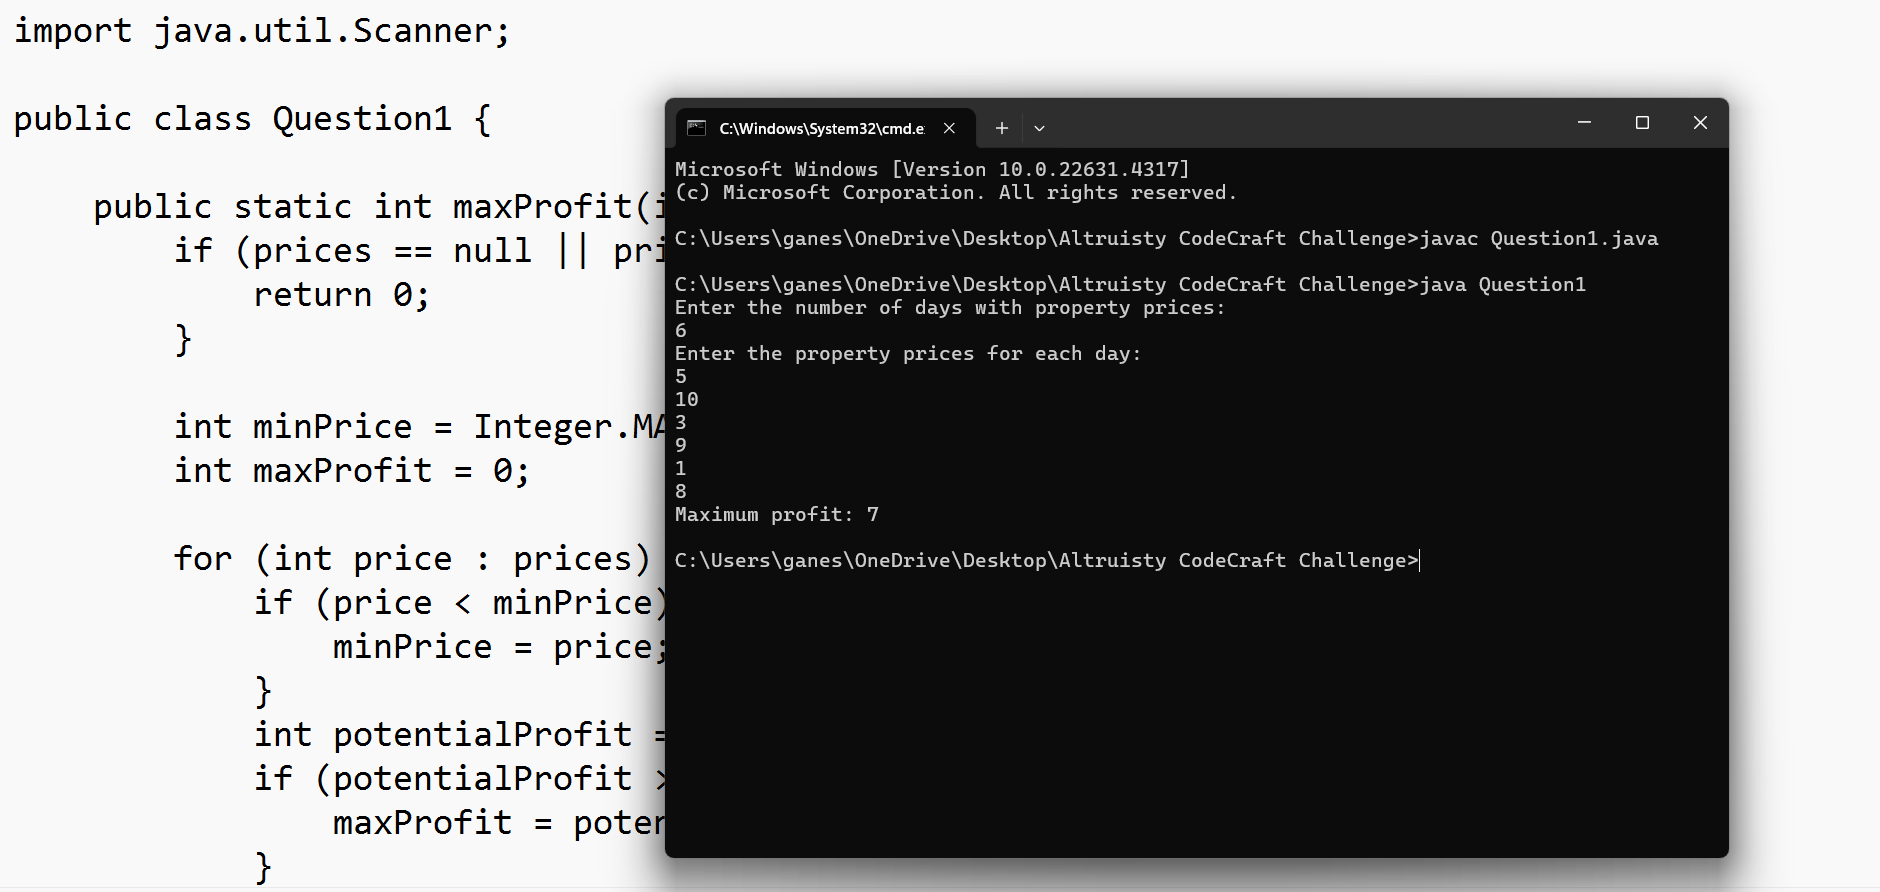 import java.util.Scanner;
public class Question1 {
public static int maxProfit(
if (prices == null ||
return 0;
}
int minPrice = Integer.MA
int maxProfit = 0;
for (int price : prices)
if (price < minPrice)
minPrice = price;
}
int potentialProfit =
if (potentialProfit >
maxProfit = poten
}
C:\Windows\System32\cmd.e
Microsoft Windows [Version 10.0.22631.4317]
(c) Microsoft Corporation. All rights reserved.
C:\Users\ganes\OneDrive\Desktop\Altruisty CodeCraft Challenge>javac Question1.java
C:\Users\ganes\OneDrive\Desktop\Altruisty CodeCraft Challenge>java Question1
Enter the number of days with property prices:
6
Enter the property prices for each day:
5
10
3
9
1
8
Maximum profit: 7
C:\Users\ganes\OneDrive\Desktop\Altruisty CodeCraft Challenge>